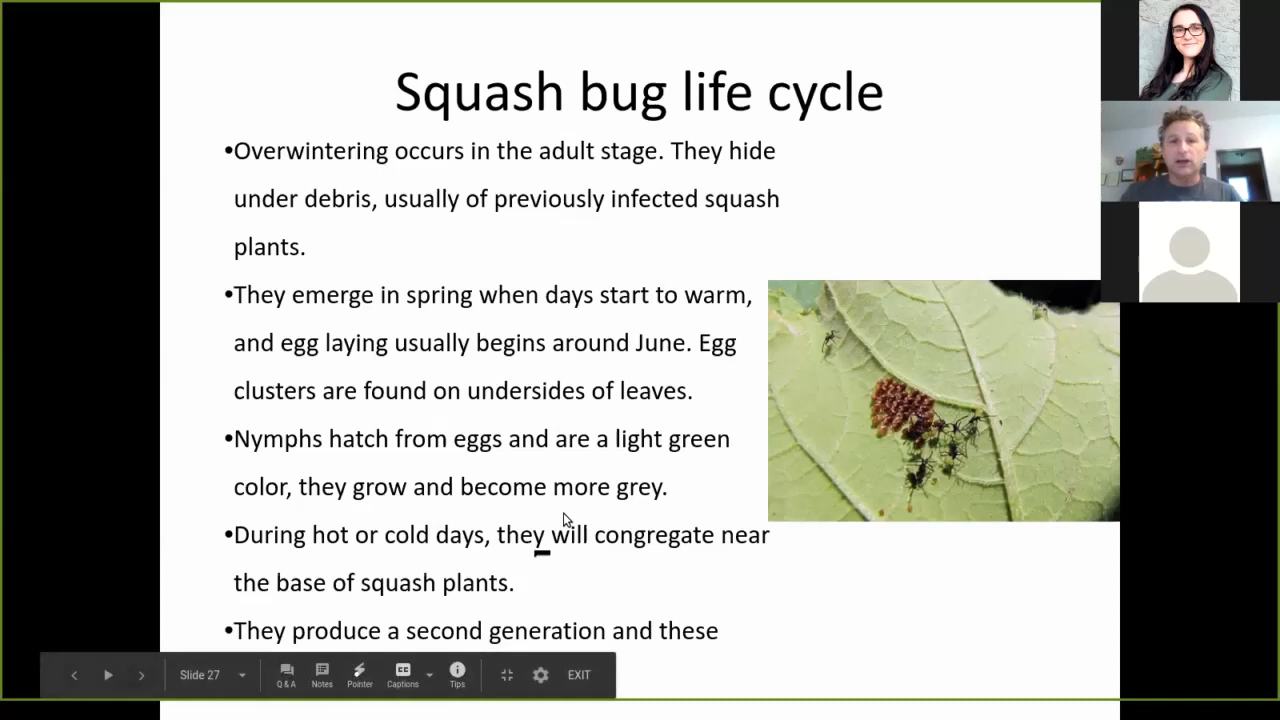 Squash bug life cycle
•Overwintering occurs in the adult stage. They hide
under debris, usually of previously infected squash
plants.
•They emerge in spring when days start to warm,
and egg laying usually begins around June. Egg
clusters are found on undersides of leaves.
•Nymphs hatch from eggs and are a light green
color, they grow and become more grey.
•During hot or cold days, they will congregate near
the base of squash plants.
•They produce a second generation and these
Slide 27
Q & A
Notes
Pointer
CC
Captions
Tips
EXIT